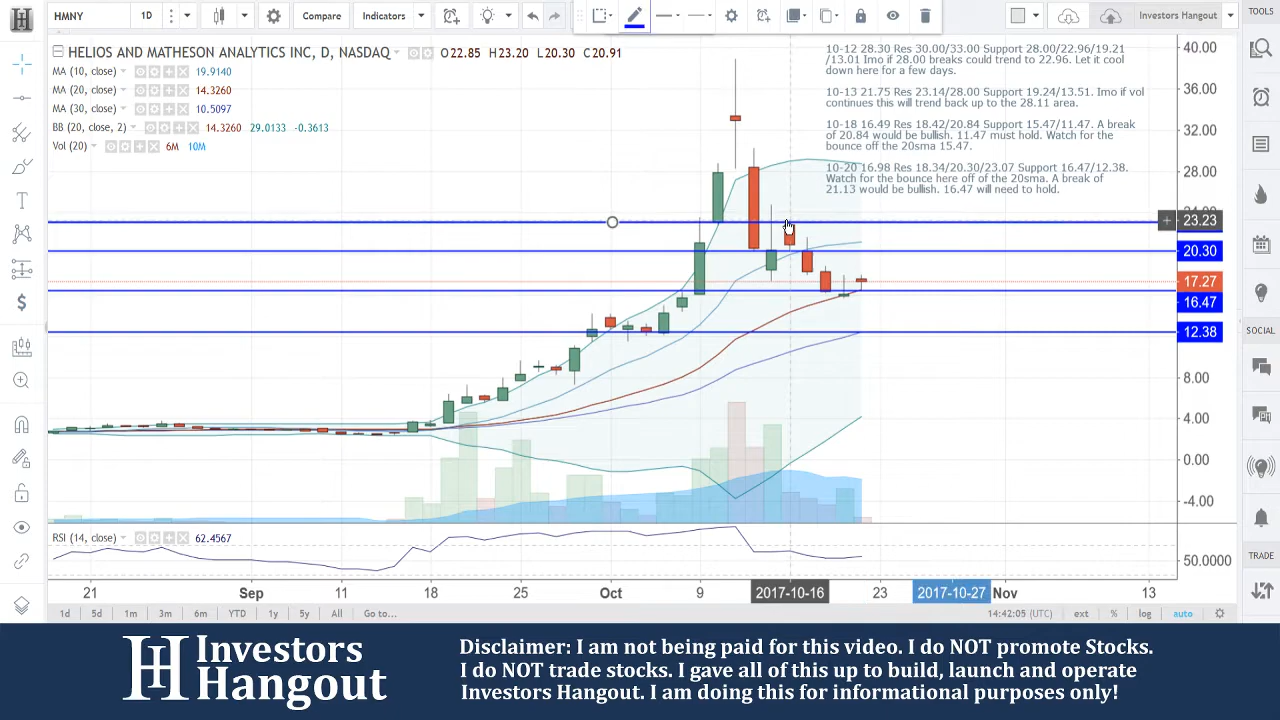 HMNY 1D Compare Indicators Investors Hangout TOOLS
HELIOS AND MATHESON ANALYTICS INC, D, NASDAQ O22.85 H23.20 L20.30 C20.91
MA (10, close) 19.9140
MA (20, close) 14.3260
MA (30, close) 10.5097
BB (20, close, 2) 14.3260 29.0133 -0.3613
Vol (20) 6M 10M
10-12 28.30 Res 30.00/33.00 Support 28.00/22.96/19.21
/13.01 Imo if 28.00 breaks could trend to 22.96. Let it cool
down here for a few days.
10-13 21.75 Res 23.14/28.00 Support 19.24/13.51. Imo if vol
continues this will trend back up to the 28.11 area.
10-18 16.49 Res 18.42/20.84 Support 15.47/11.47. A break
of 20.84 would be bullish. 11.47 must hold. Watch for the
bounce off the 20sma 15.47.
10-20 16.98 Res 18.34/20.30/23.07 Support 16.47/12.38.
Watch for the bounce here off of the 20sma. A break of
21.13 would be bullish. 16.47 will need to hold.
40.00
36.00
32.00
28.00
23.23
20.30
17.27
16.47
12.38
8.00
4.00
0.00
-4.00
SOCIAL
TRADE
RSI (14, close) 62.4567
50.0000
21 Sep 11 18 25 Oct 9 2017-10-16 23 2017-10-27 Nov 13
1d 5d 1m 3m 6m YTD 1y 5y All Go to... 14:42:05 (UTC) ext % log auto
Investors
Hangout
Disclaimer: I am not being paid for this video. I do NOT promote Stocks.
I do NOT trade stocks. I gave all of this up to build, launch and operate
Investors Hangout. I am doing this for informational purposes only!